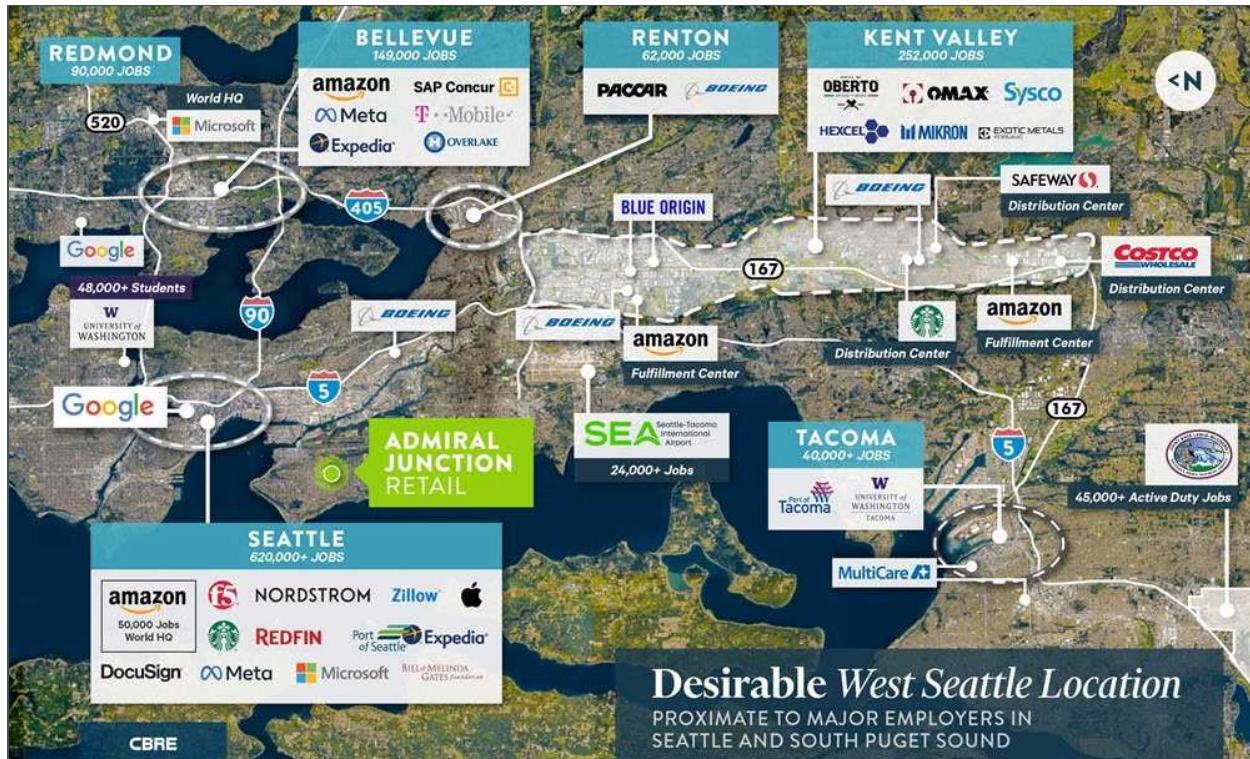 REDMOND
90,000 JOBS
520
World HQ
Microsoft
BELLEVUE
149,000 JOBS
amazon
SAP Concur C.
Meta
T··Mobile·
Expedia
OVERLAKE
RENTON
62,000 JOBS
PACCAR
BOEING
KENT VALLEY
252,000 JOBS
OBERTO
OMAX
Sysco
HEXCEL
MIKRON
EXOTIC METALS
<N
405
BLUE ORIGIN
BOEING
SAFEWAY
Distribution Center
Google
48,000+ Students
W
UNIVERSITY of
WASHINGTON
90
BOEING
167
BOEING
amazon
Fulfillment Center
Distribution Center
amazon
Fulfillment Center
COSTCO
WHOLESALE
Distribution Center
Google
5
ADMIRAL
JUNCTION
RETAIL
SEA
Seattle-Tacoma
International
Airport
24,000+ Jobs
TACOMA
40,000+ JOBS
Port of
Tacoma
W
UNIVERSITY of
WASHINGTON
TACOMA
5
167
45,000+ Active Duty Jobs
MultiCare
SEATTLE
620,000+ JOBS
amazon
50,000 Jobs
World HQ
f5
NORDSTROM
Zillow
REDFIN
Port
of Seattle
Expedia
DocuSign
Meta
Microsoft
BILL & MELINDA
GATES foundation
Desirable West Seattle Location
PROXIMATE TO MAJOR EMPLOYERS IN
SEATTLE AND SOUTH PUGET SOUND
CBRE